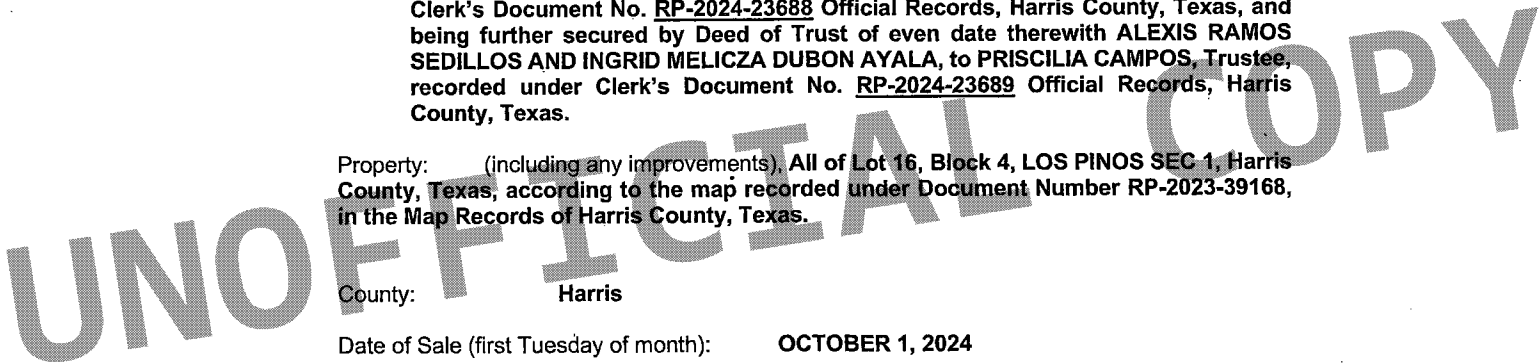 Clerk's Document No. RP-2024-23688 Official Records, Harris County, Texas, and
being further secured by Deed of Trust of even date therewith ALEXIS RAMOS
SEDILLOS AND INGRID MELICZA DUBON AYALA, to PRISCILIA CAMPOS, Trustee,
recorded under Clerk's Document No. RP-2024-23689 Official Records, Harris
County, Texas.
Property: (including any improvements), All of Lot 16, Block 4, LOS PINOS SEC 1, Harris
County, Texas, according to the map recorded under Document Number RP-2023-39168,
in the Map Records of Harris County, Texas.
County: Harris
Date of Sale (first Tuesday of month): OCTOBER 1, 2024
UNOFFICIAL COPY